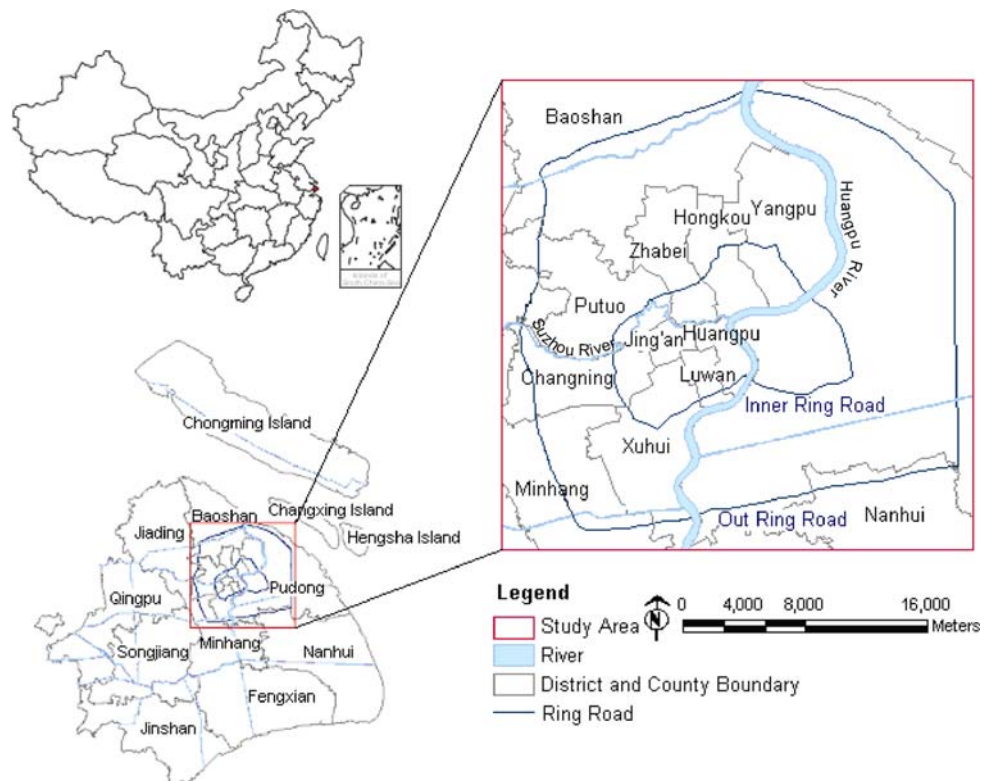 Baoshan
Yangpu
Hongkou
Zhabei
Huangpu River
Putuo
Suzhou River
Jing'an
Huangpu
Changning
Luwan
Inner Ring Road
Xuhui
Minhang
Out Ring Road
Nanhui
Chongming Island
Changxing Island
Baoshan
Hengsha Island
Jiading
Pudong
Qingpu
Songjiang
Minhang
Nanhui
Fengxian
Jinshan
Legend
Study Area
River
District and County Boundary
Ring Road
N
0 4,000 8,000 16,000
Meters